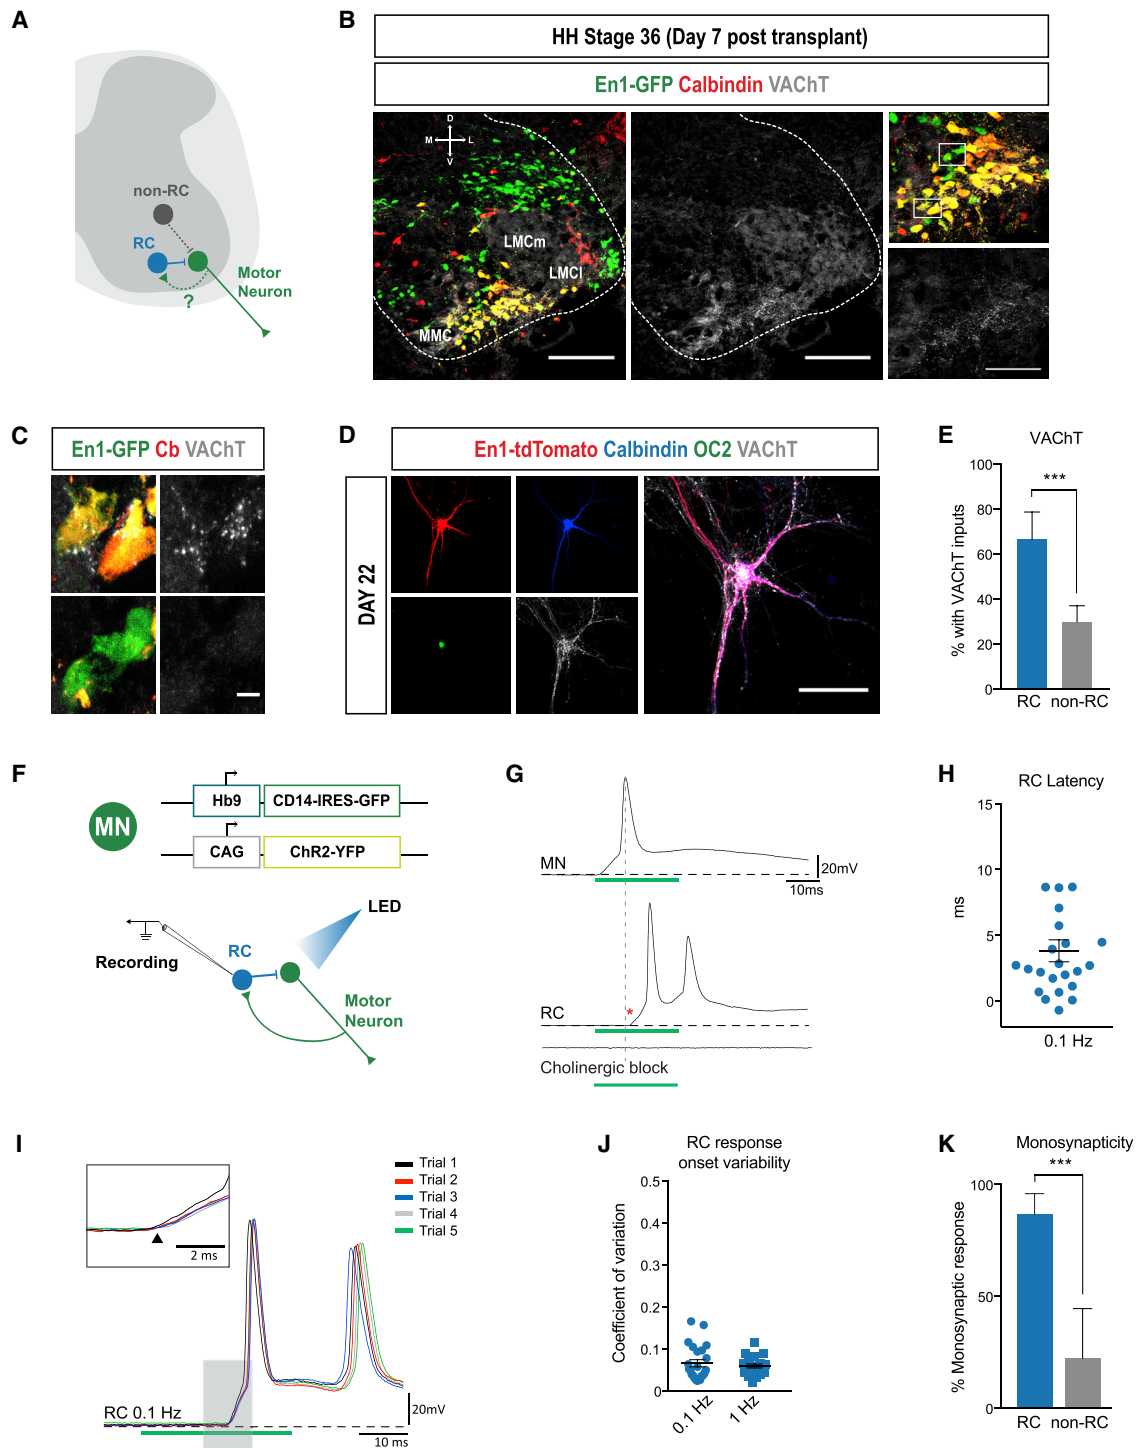 A
non-RC
RC
Motor
Neuron
?
B
HH Stage 36 (Day 7 post transplant)
En1-GFP Calbindin VAChT
D
M
L
V
LMCm
LMCl
MMC
C
En1-GFP Cb VAChT
D
En1-tdTomato Calbindin OC2 VAChT
DAY 22
E
VAChT
***
% with VAChT inputs
100
80
60
40
20
0
RC non-RC
F
MN
Hb9
CD14-IRES-GFP
CAG
ChR2-YFP
LED
RC
Recording
Motor
Neuron
G
MN
20mV
10ms
*
RC
Cholinergic block
H
RC Latency
ms
15
10
5
0
0.1 Hz
I
Trial 1
Trial 2
Trial 3
Trial 4
Trial 5
2 ms
RC 0.1 Hz
20mV
10 ms
J
RC response
onset variability
Coefficient of variation
0.5
0.4
0.3
0.2
0.1
0
0.1 Hz
1 Hz
K
Monosynapticity
***
% Monosynaptic response
100
50
0
RC non-RC